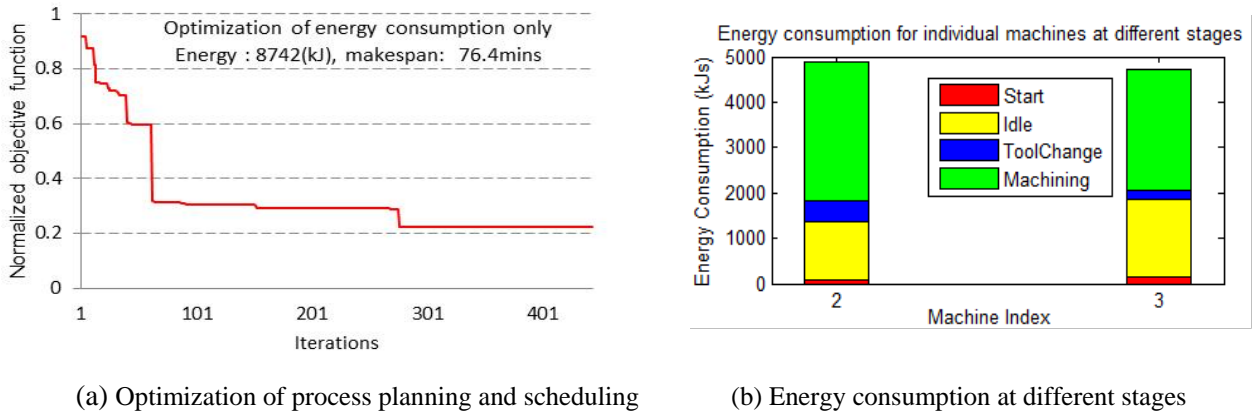 Optimization of energy consumption only
Energy : 8742(kJ), makespan:  76.4mins
Normalized objective function
1
0.8
0.6
0.4
0.2
0
1
101
201
301
401
Iterations
(a) Optimization of process planning and scheduling
Energy consumption for individual machines at different stages
Energy Consumption (kJs)
5000
4000
3000
2000
1000
0
Start
Idle
ToolChange
Machining
2
3
Machine Index
(b) Energy consumption at different stages